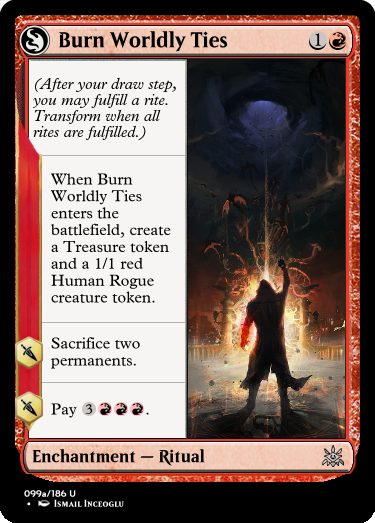 Burn Worldly Ties 1
(After your draw step,
you may fulfill a rite.
Transform when all
rites are fulfilled.)
When Burn
Worldly Ties
enters the
battlefield, create
a Treasure token
and a 1/1 red
Human Rogue
creature token.
Sacrifice two
permanents.
Pay 3.
Enchantment — Ritual
099a/186 U
• Ismail Inceoglu